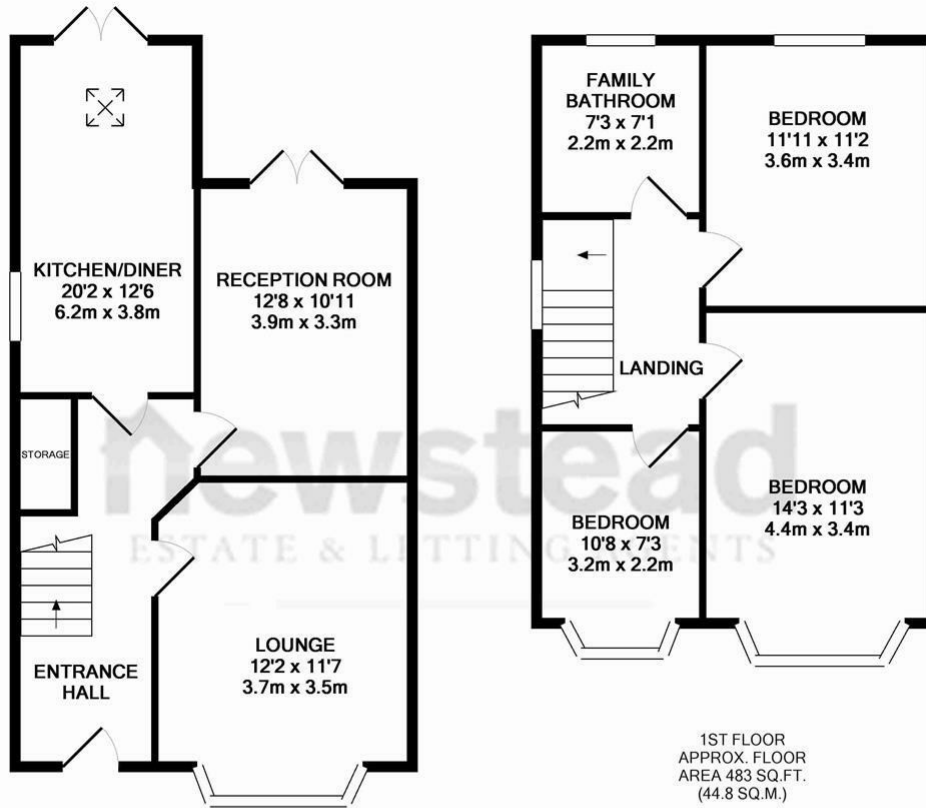 KITCHEN/DINER
20'2 x 12'6
6.2m x 3.8m
RECEPTION ROOM
12'8 x 10'11
3.9m x 3.3m
STORAGE
ENTRANCE
HALL
LOUNGE
12'2 x 11'7
3.7m x 3.5m
FAMILY
BATHROOM
7'3 x 7'1
2.2m x 2.2m
BEDROOM
11'11 x 11'2
3.6m x 3.4m
LANDING
BEDROOM
10'8 x 7'3
3.2m x 2.2m
BEDROOM
14'3 x 11'3
4.4m x 3.4m
newstead
ESTATE & LETTING AGENTS
1ST FLOOR
APPROX. FLOOR
AREA 483 SQ.FT.
(44.8 SQ.M.)